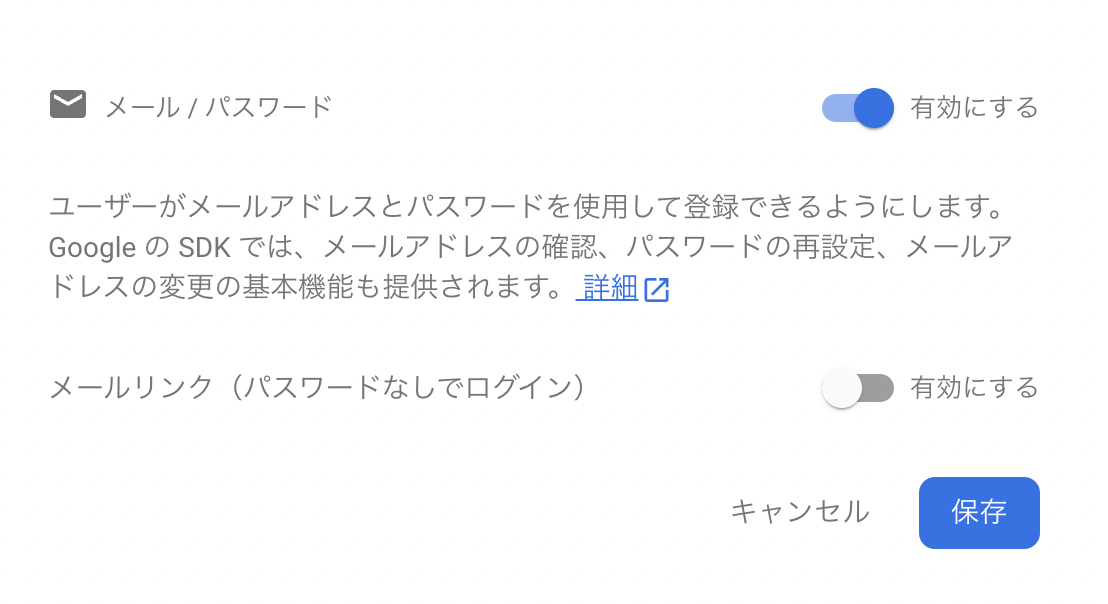 メール / パスワード
有効にする
ユーザーがメールアドレスとパスワードを使用して登録できるようにします。
Google の SDK では、メールアドレスの確認、パスワードの再設定、メールア
ドレスの変更の基本機能も提供されます。 詳細
メールリンク（パスワードなしでログイン）
有効にする
キャンセル
保存